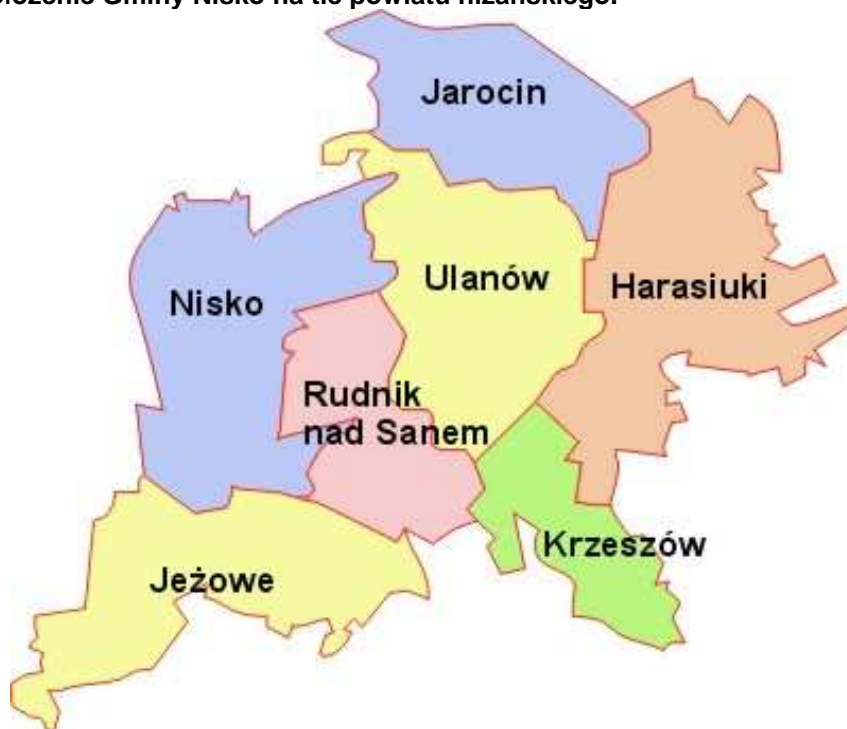 Gminy Nisko na tle powiatu niżańskiego.
Jarocin
Ulanów
Harasiuki
Nisko
Rudnik
nad Sanem
Krzeszów
Jeżowe